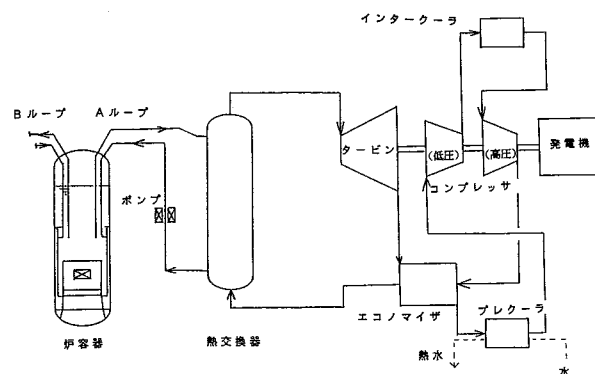 インタークーラ
Bループ
Aループ
タービン
(低圧)
(高圧)
発電機
コンプレッサ
ポンプ
エコノマイザ
プレクーラ
炉容器
熱交換器
熱水
水